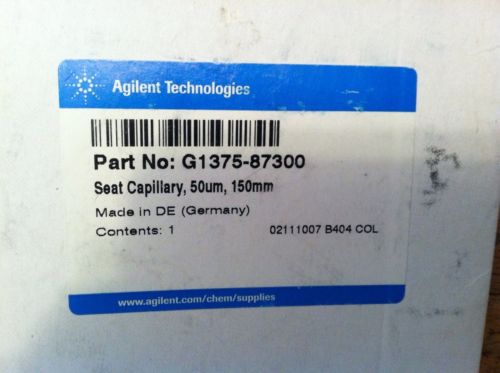 Agilent Technologies
Part No: G1375-87300
Seat Capillary, 50um, 150mm
Made in DE (Germany)
Contents: 1 02111007 B404 COL
www.agilent.com/chem/supplies